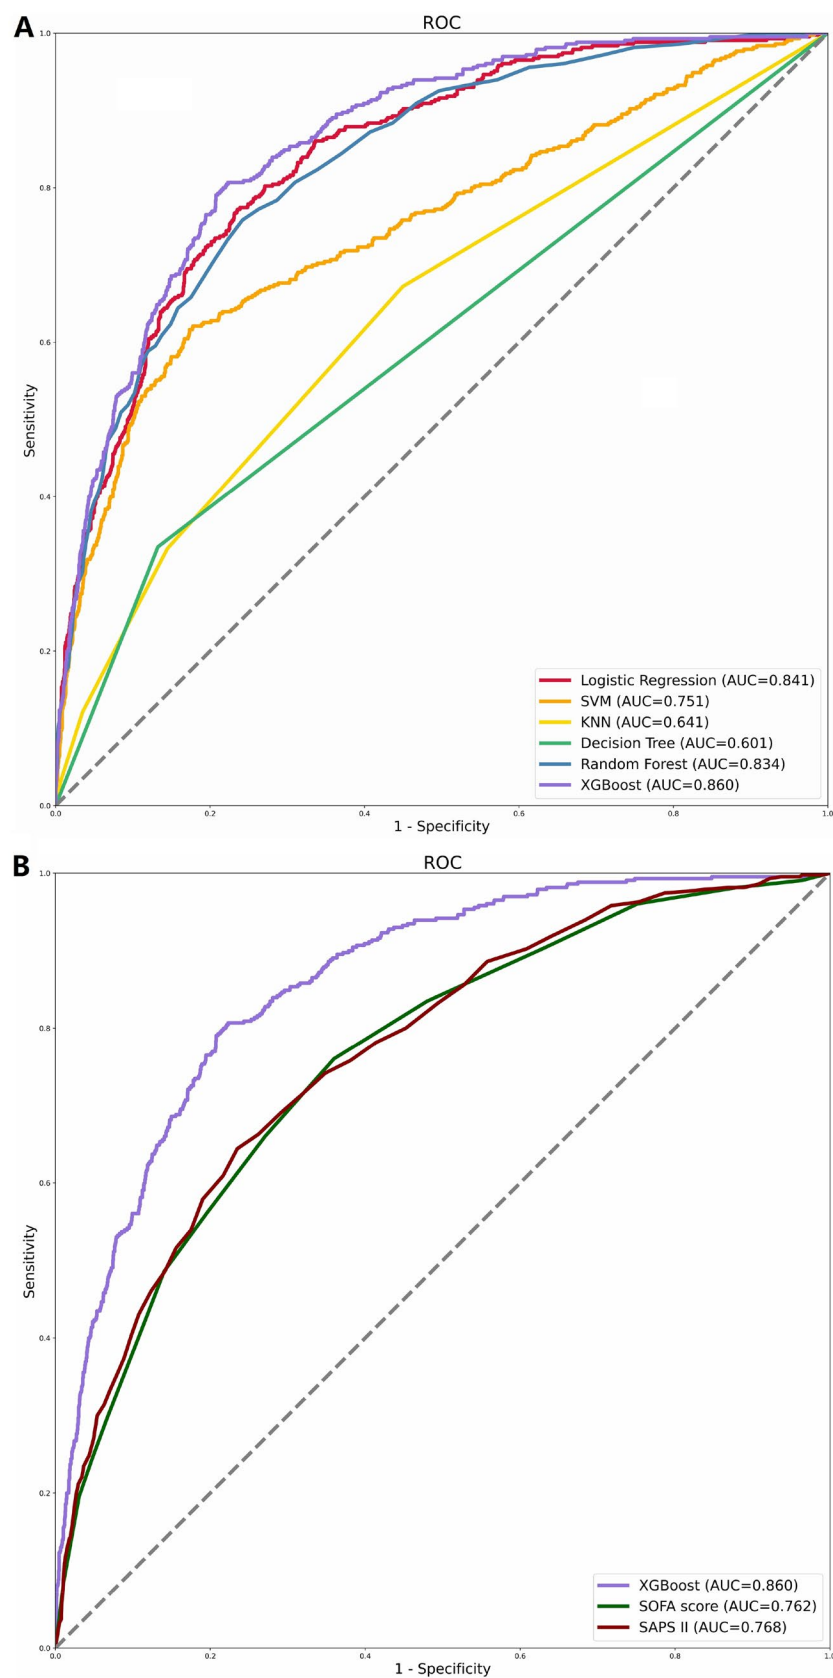 A
ROC
1.0
0.8
0.6
0.4
0.2
0.0
Sensitivity
Logistic Regression (AUC=0.841)
SVM (AUC=0.751)
KNN (AUC=0.641)
Decision Tree (AUC=0.601)
Random Forest (AUC=0.834)
XGBoost (AUC=0.860)
0.0 0.2 0.4 0.6 0.8 1.0
1 - Specificity
B
ROC
1.0
0.8
0.6
0.4
0.2
0.0
Sensitivity
XGBoost (AUC=0.860)
SOFA score (AUC=0.762)
SAPS II (AUC=0.768)
0.0 0.2 0.4 0.6 0.8 1.0
1 - Specificity